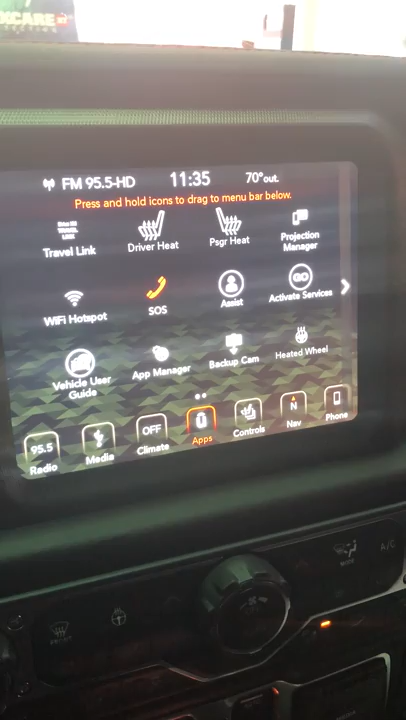 FM 95.5-HD 11:35 70°out.
Press and hold icons to drag to menu bar below.
Travel Link
Driver Heat
Psgr Heat
Projection
Manager
WiFi Hotspot
SOS
Assist
GO
Activate Services
Vehicle User
Guide
App Manager
Backup Cam
Heated Wheel
95.5
Radio
Media
OFF
Climate
Apps
Controls
N
Nav
Phone
A/C